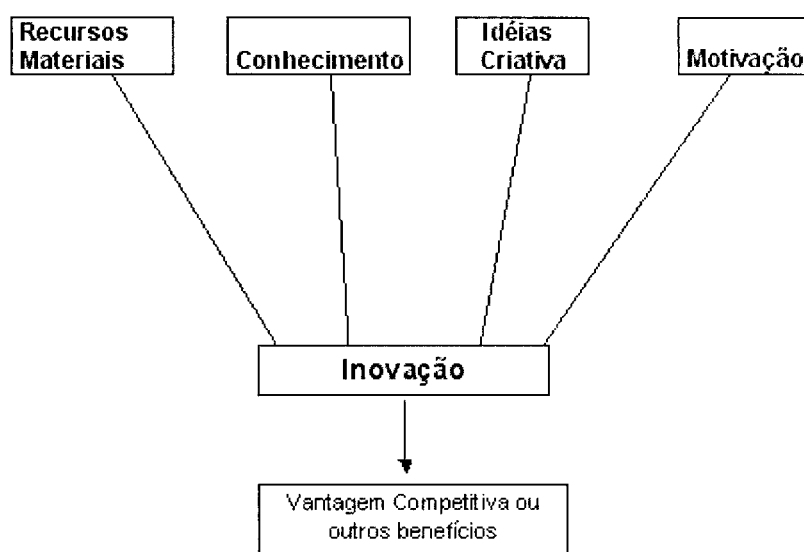 Recursos
Materiais
Conhecimento
Idéias
Criativa
Motivação
Inovação
Vantagem Competitiva ou
outros benefícios